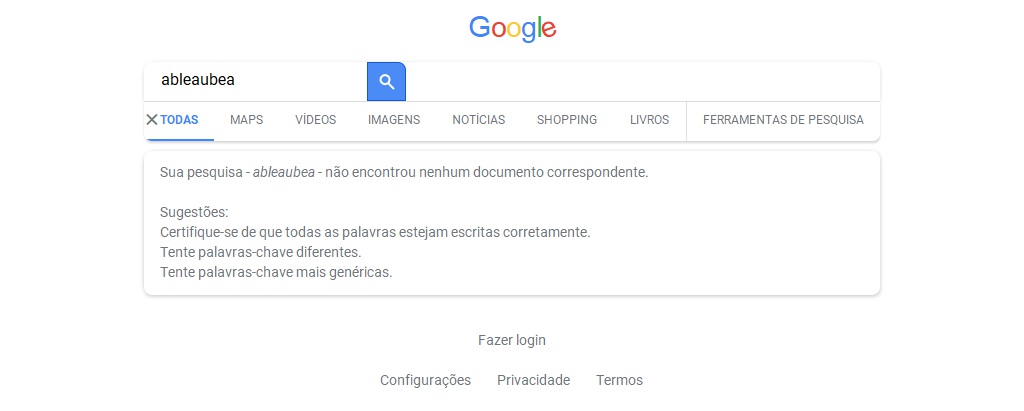 Google
ableaubea
TODAS MAPS VÍDEOS IMAGENS NOTÍCIAS SHOPPING LIVROS FERRAMENTAS DE PESQUISA
Sua pesquisa - ableaubea - não encontrou nenhum documento correspondente.
Sugestões:
Certifique-se de que todas as palavras estejam escritas corretamente.
Tente palavras-chave diferentes.
Tente palavras-chave mais genéricas.
Fazer login
Configurações Privacidade Termos